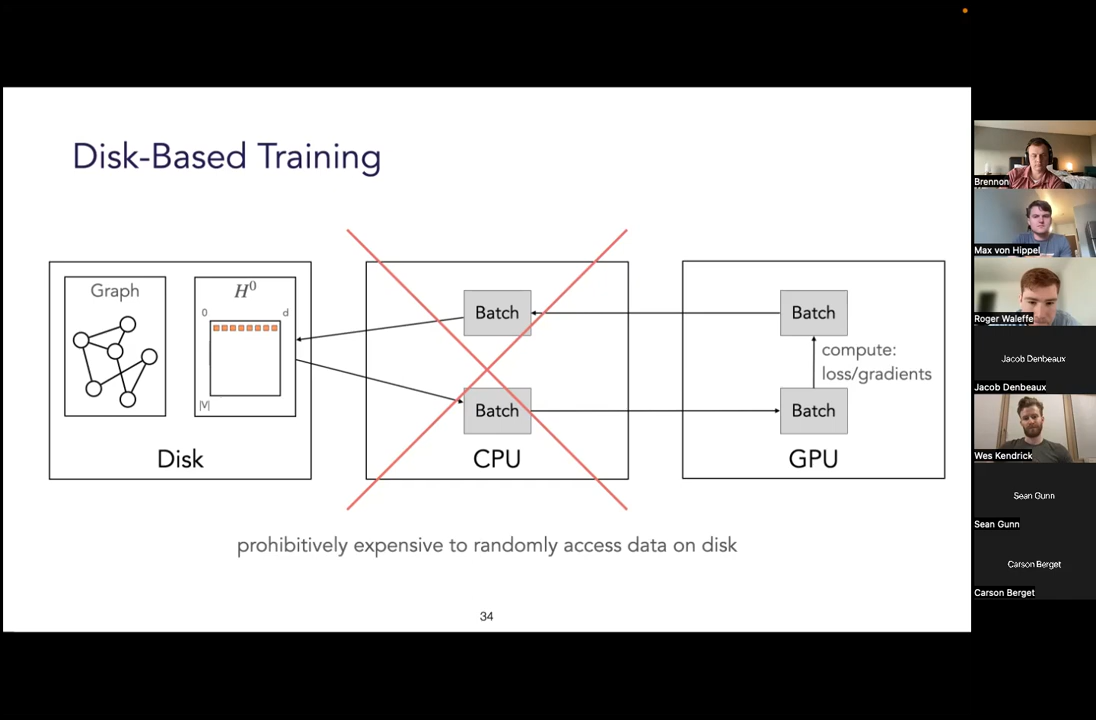 Disk-Based Training
Graph
H⁰
0
d
|V|
Disk
Batch
Batch
CPU
Batch
compute:
loss/gradients
Batch
GPU
prohibitively expensive to randomly access data on disk
34
Brennon
Max von Hippel
Roger Waleffe
Jacob Denbeaux
Jacob Denbeaux
Wes Kendrick
Sean Gunn
Sean Gunn
Carson Berget
Carson Berget